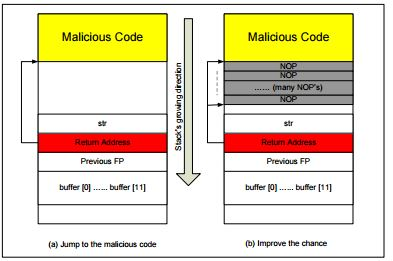 Malicious Code
str
Return Address
Previous FP
buffer [0] ...... buffer [11]
(a) Jump to the malicious code
Stack's growing direction
Malicious Code
NOP
NOP
...... (many NOP's)
NOP
str
Return Address
Previous FP
buffer [0] ...... buffer [11]
(b) Improve the chance